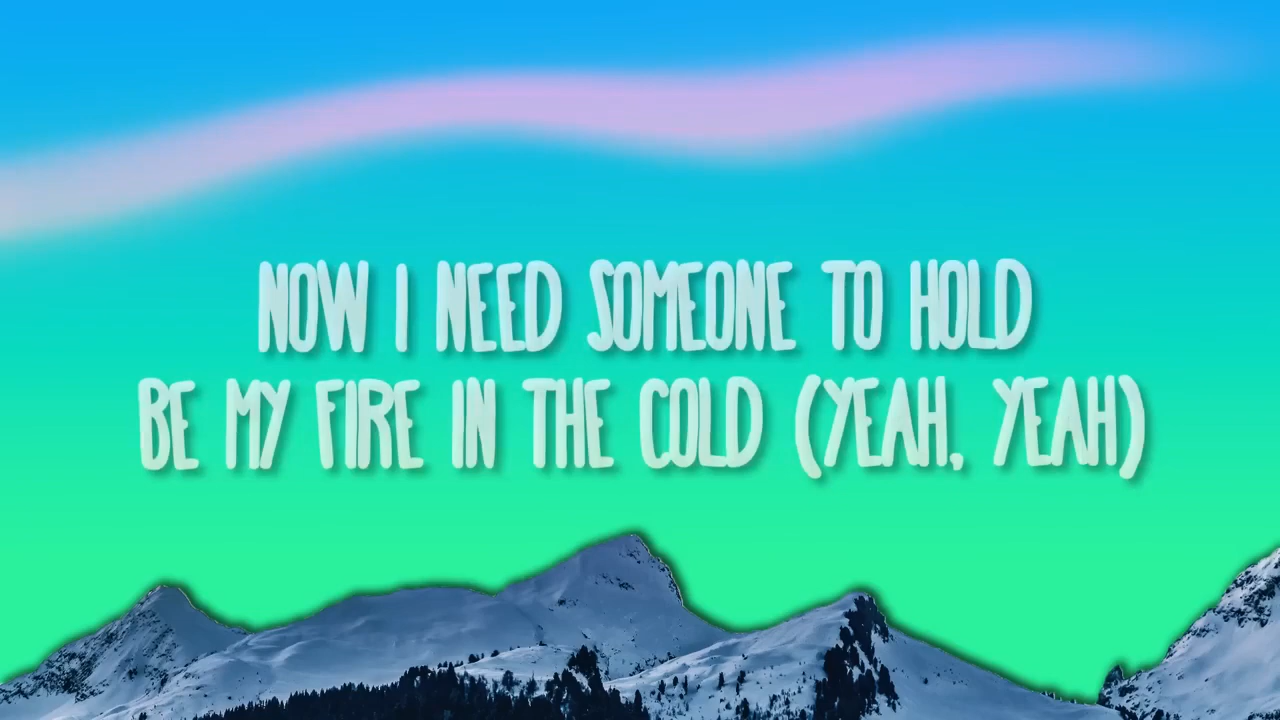 NOW I NEED SOMEONE TO HOLD
BE MY FIRE IN THE COLD (YEAH, YEAH)